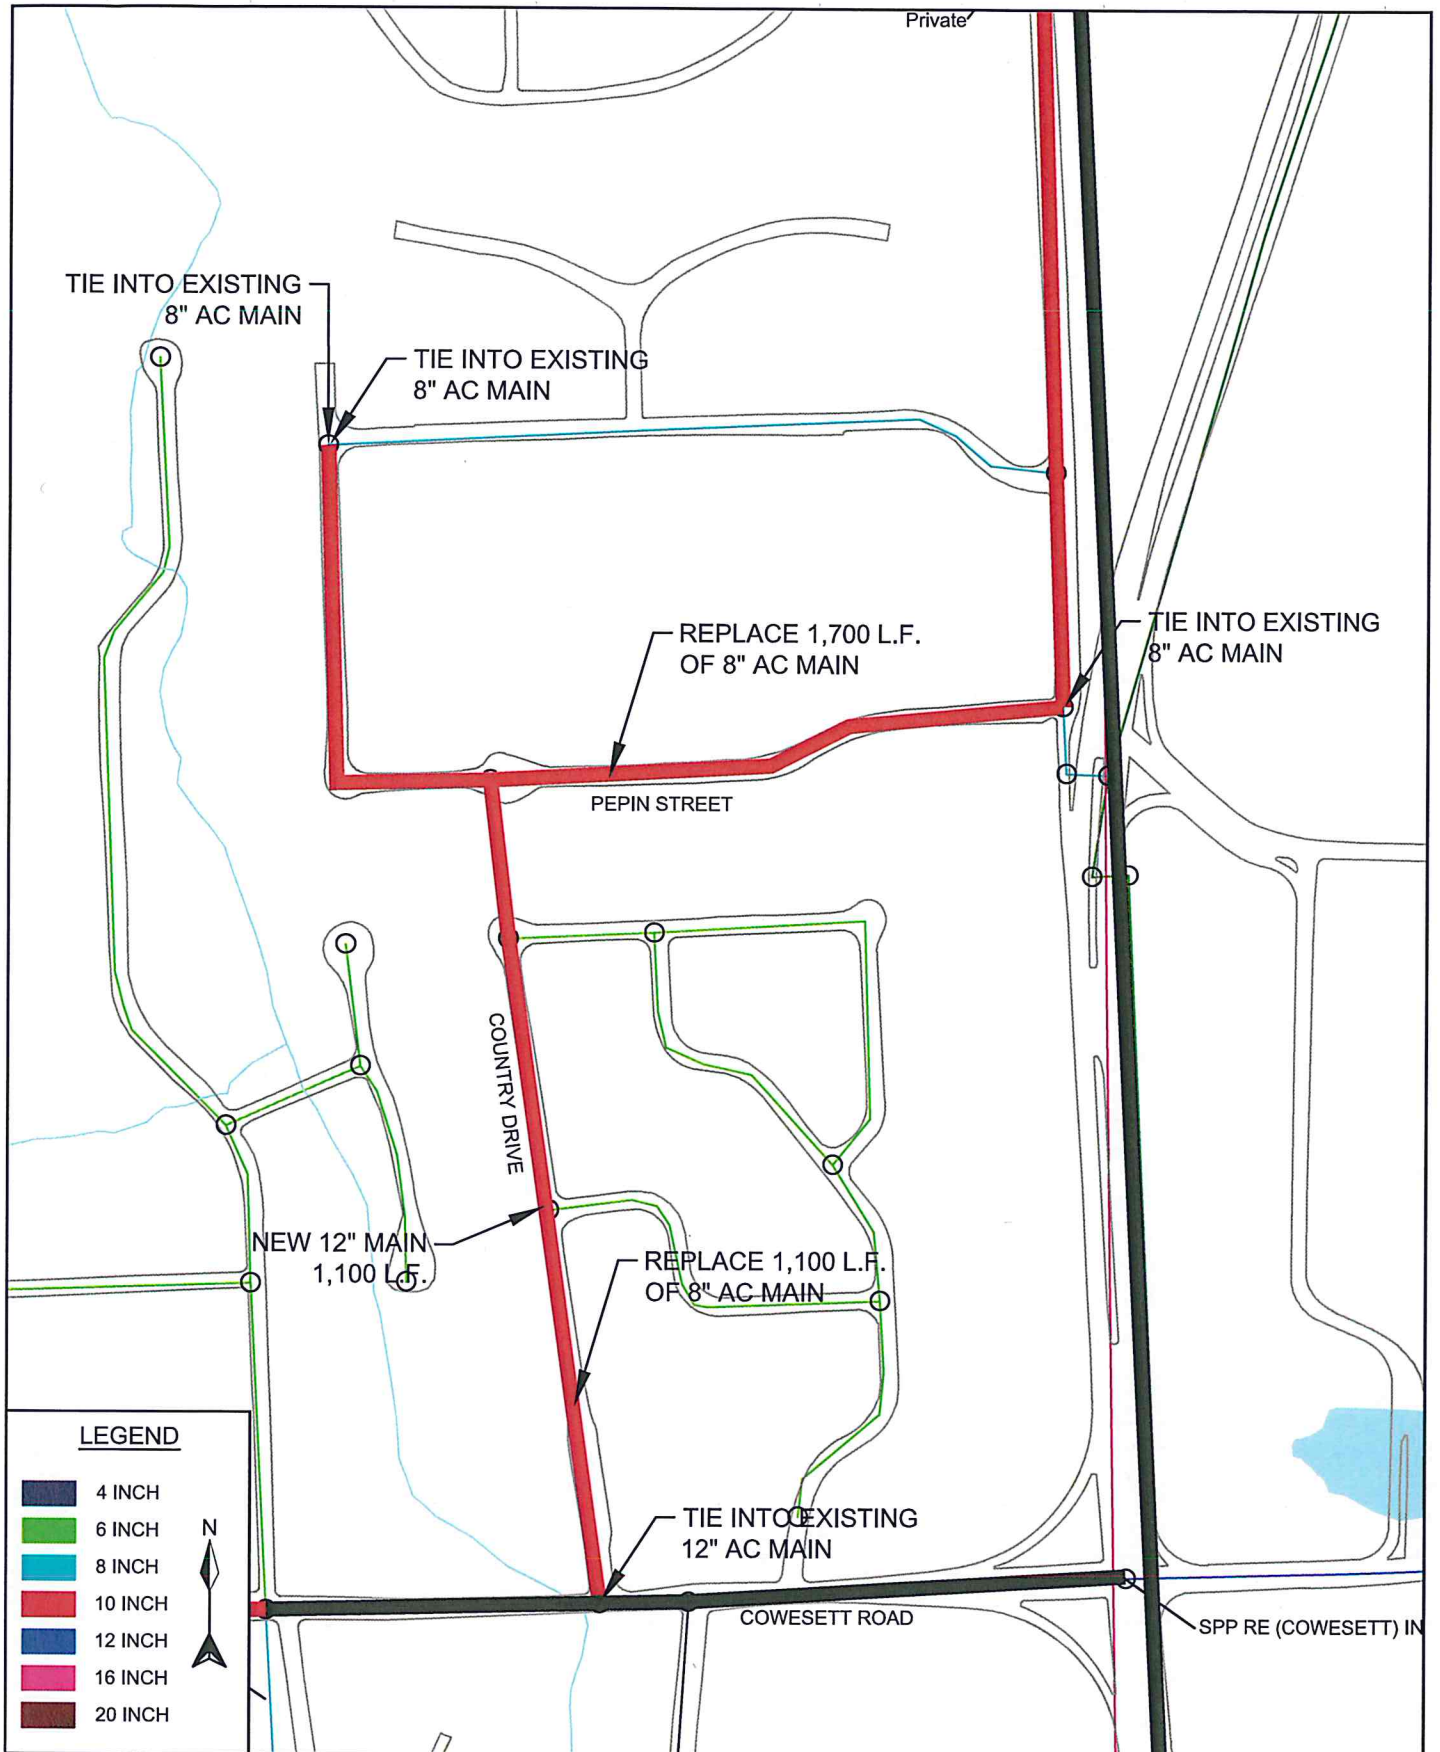 Private
TIE INTO EXISTING
8" AC MAIN
TIE INTO EXISTING
8" AC MAIN
REPLACE 1,700 L.F.
OF 8" AC MAIN
TIE INTO EXISTING
8" AC MAIN
PEPIN STREET
COUNTRY DRIVE
NEW 12" MAIN
1,100 L.F.
REPLACE 1,100 L.F.
OF 8" AC MAIN
TIE INTO EXISTING
12" AC MAIN
COWESETT ROAD
SPP RE (COWESETT) IN
LEGEND
4 INCH
6 INCH
8 INCH
10 INCH
12 INCH
16 INCH
20 INCH
N